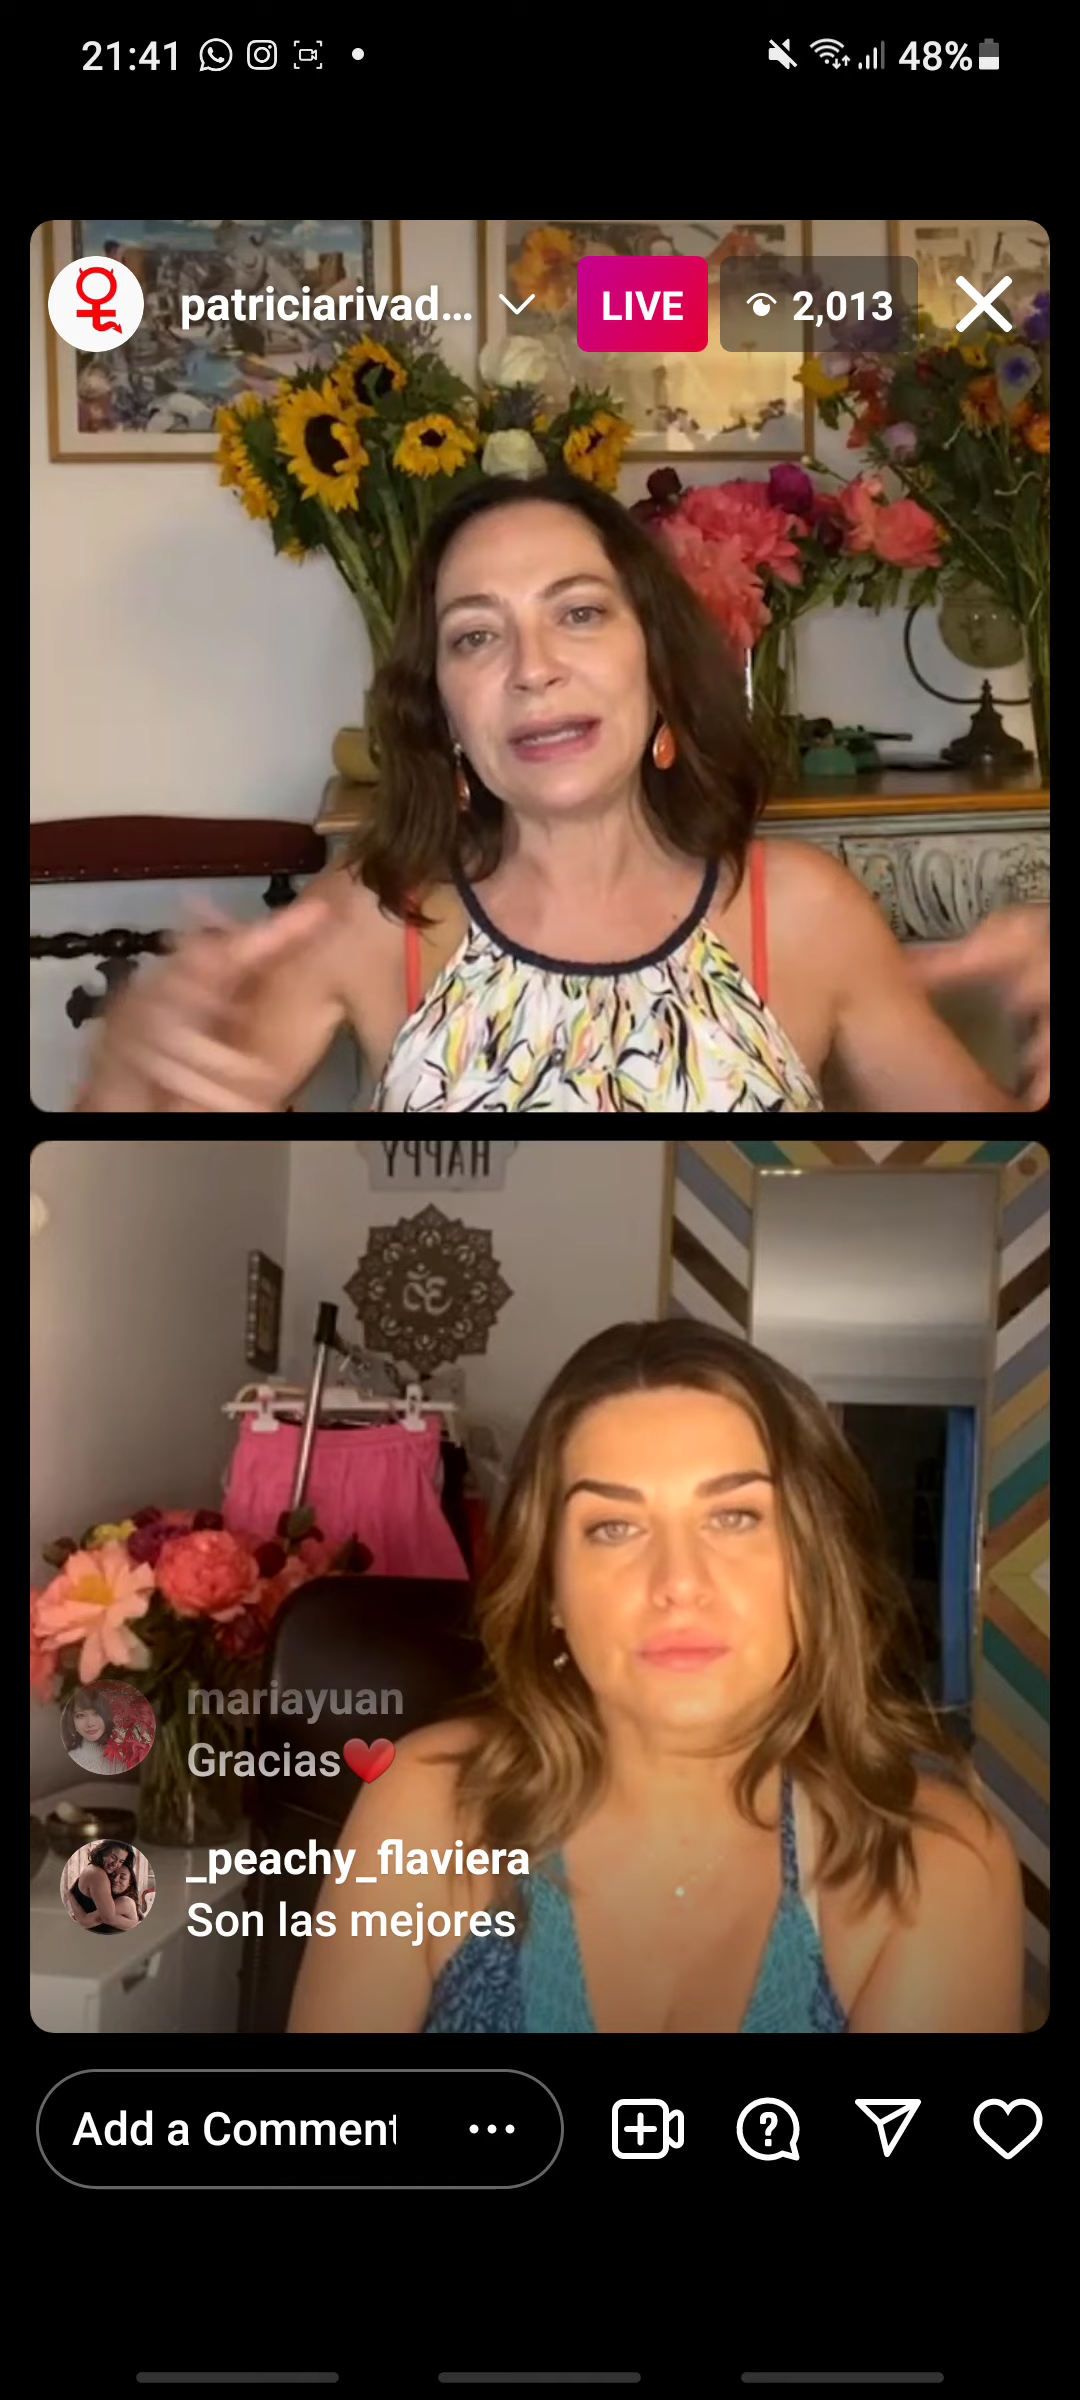 21:41
48%
patriciarivad...
LIVE
2,013
HAPPY
mariayuan
Gracias❤️
_peachy_flaviera
Son las mejores
Add a Comment